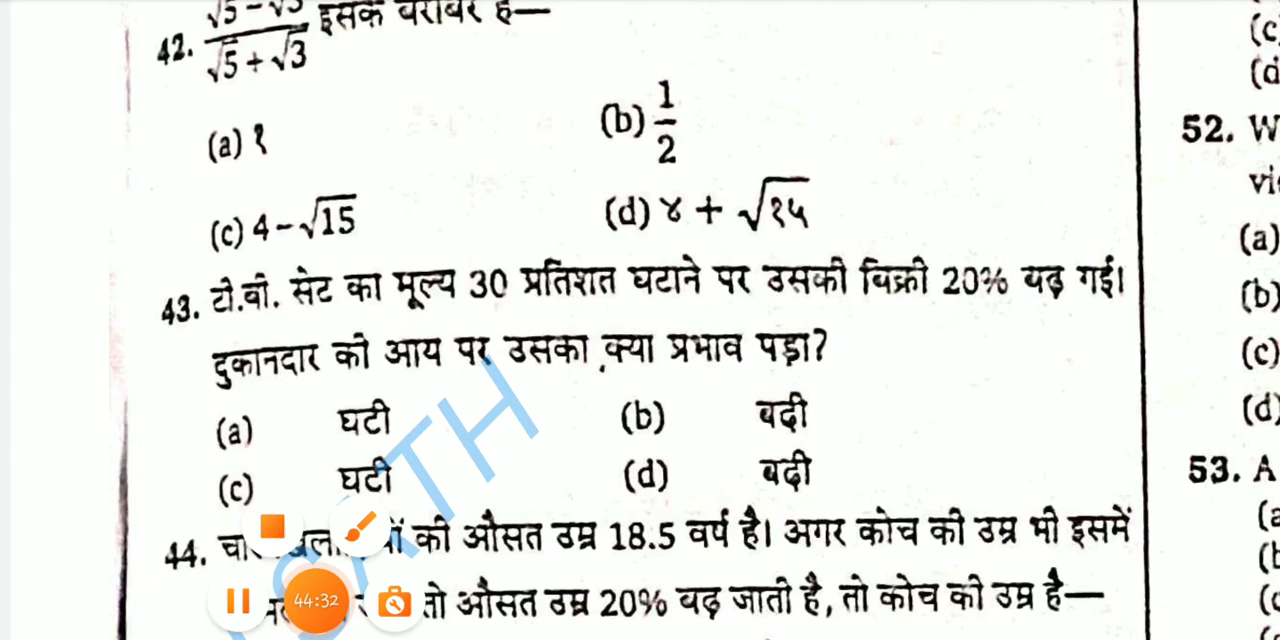 42. √5 − √3 / √5 + √3 इसके बराबर है—
(a) १ (b) 1/2
(c) 4 − √15 (d) ४ + √१५
43. टी.वी. सेट का मूल्य 30 प्रतिशत घटाने पर उसकी बिक्री 20% बढ़ गई।
दुकानदार की आय पर उसका क्या प्रभाव पड़ा?
(a) घटी (b) बढ़ी
(c) घटी (d) बढ़ी
44. की औसत उम्र 18.5 वर्ष है। अगर कोच की उम्र भी इसमें
तो औसत उम्र 20% बढ़ जाती है, तो कोच की उम्र है—
44:32
(c)
(d
52. W
(a)
(b)
(c)
(d)
53. A